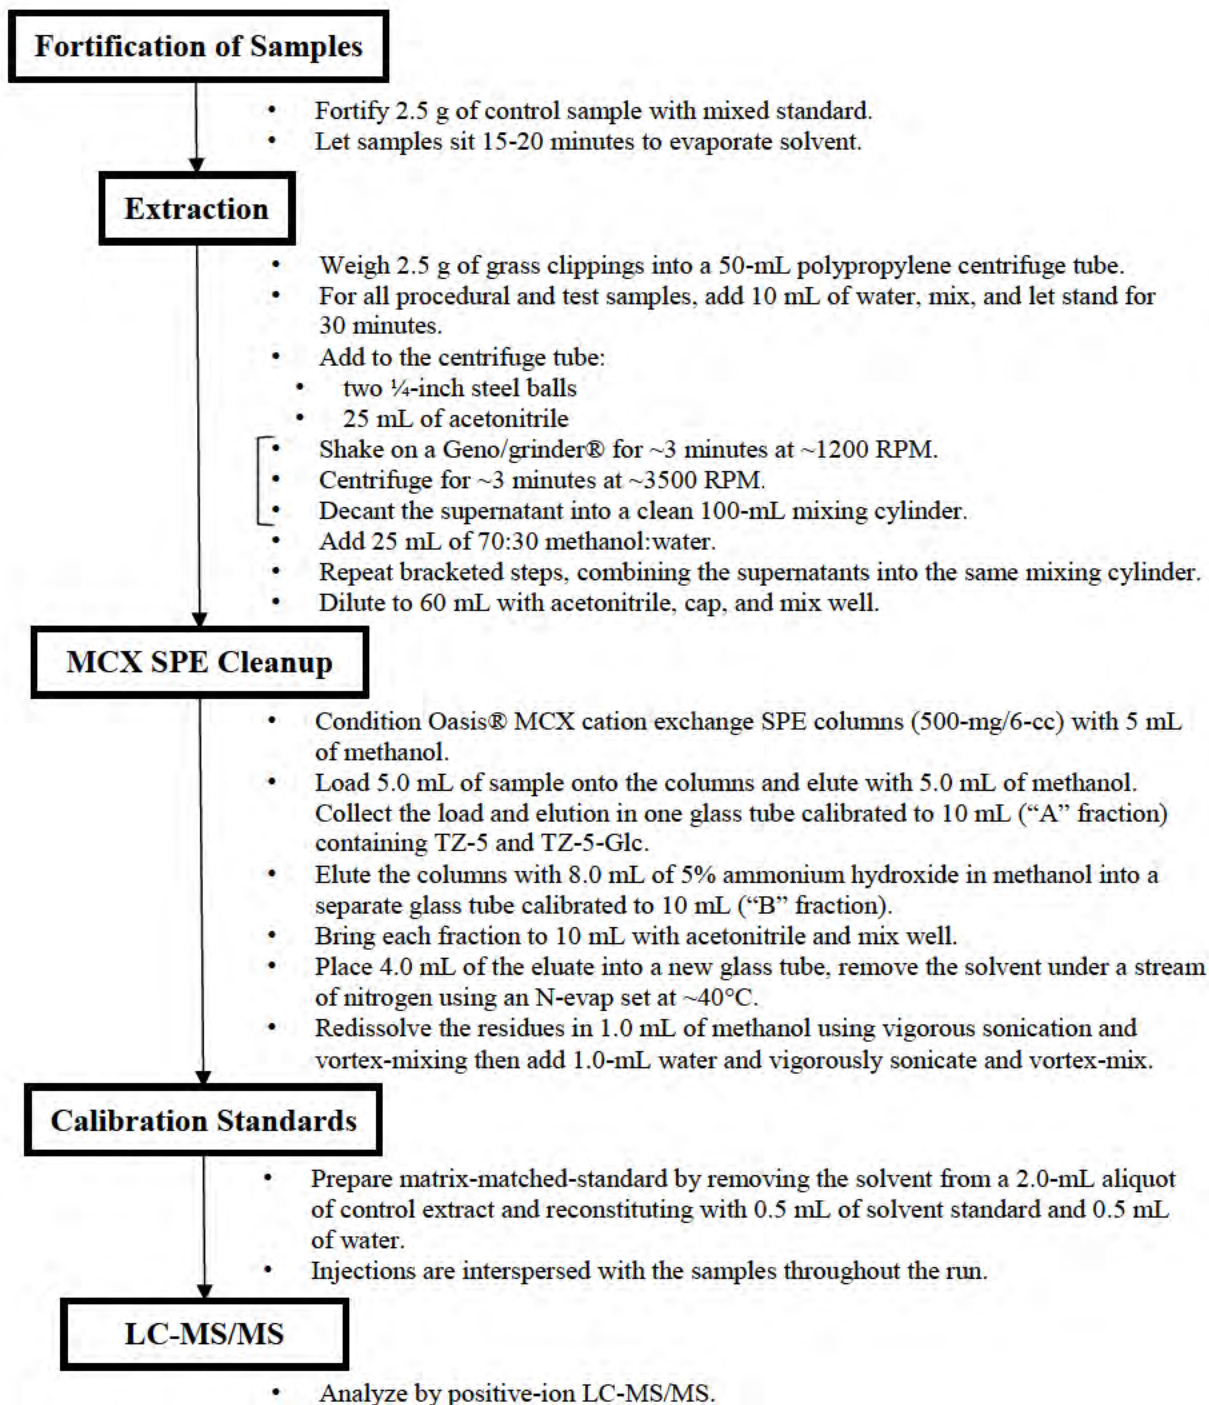 Fortification of Samples
• Fortify 2.5 g of control sample with mixed standard.
• Let samples sit 15-20 minutes to evaporate solvent.
Extraction
• Weigh 2.5 g of grass clippings into a 50-mL polypropylene centrifuge tube.
• For all procedural and test samples, add 10 mL of water, mix, and let stand for
30 minutes.
• Add to the centrifuge tube:
• two ¼-inch steel balls
• 25 mL of acetonitrile
• Shake on a Geno/grinder® for ~3 minutes at ~1200 RPM.
• Centrifuge for ~3 minutes at ~3500 RPM.
• Decant the supernatant into a clean 100-mL mixing cylinder.
• Add 25 mL of 70:30 methanol:water.
• Repeat bracketed steps, combining the supernatants into the same mixing cylinder.
• Dilute to 60 mL with acetonitrile, cap, and mix well.
MCX SPE Cleanup
• Condition Oasis® MCX cation exchange SPE columns (500-mg/6-cc) with 5 mL
of methanol.
• Load 5.0 mL of sample onto the columns and elute with 5.0 mL of methanol.
Collect the load and elution in one glass tube calibrated to 10 mL (“A” fraction)
containing TZ-5 and TZ-5-Glc.
• Elute the columns with 8.0 mL of 5% ammonium hydroxide in methanol into a
separate glass tube calibrated to 10 mL (“B” fraction).
• Bring each fraction to 10 mL with acetonitrile and mix well.
• Place 4.0 mL of the eluate into a new glass tube, remove the solvent under a stream
of nitrogen using an N-evap set at ~40°C.
• Redissolve the residues in 1.0 mL of methanol using vigorous sonication and
vortex-mixing then add 1.0-mL water and vigorously sonicate and vortex-mix.
Calibration Standards
• Prepare matrix-matched-standard by removing the solvent from a 2.0-mL aliquot
of control extract and reconstituting with 0.5 mL of solvent standard and 0.5 mL
of water.
• Injections are interspersed with the samples throughout the run.
LC-MS/MS
• Analyze by positive-ion LC-MS/MS.